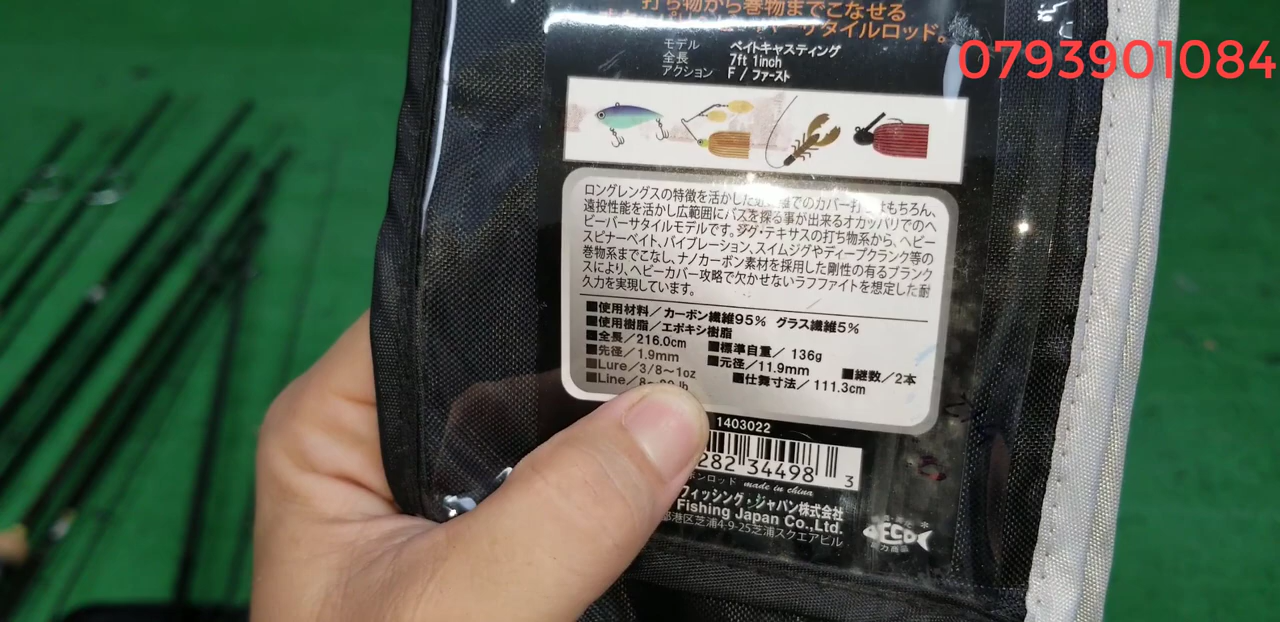 0793901084
打ち物から巻物までこなせる
タイルロッド。
モデル ベイトキャスティング
全長 7ft 1inch
アクション F / ファースト
ロングレングスの特徴を活かした でのカバー打 はもちろん、
遠投性能を活かし広範囲にバスを探る事が出来るオカッパリでのヘ
ビーバーサタイルモデルです。ジグ・テキサスの打ち物系から、ヘビー
スピナーベイト、バイブレーション、スイムジグやディープクランク等の
巻物系までこなし、ナノカーボン素材を採用した剛性の有るブランク
スにより、ヘビーカバー攻略で欠かせないラフファイトを想定した耐
久力を実現しています。
■使用材料／カーボン繊維95% グラス繊維5%
■使用樹脂／エポキシ樹脂
■全長／216.0cm ■標準自重／136g
■先径／1.9mm ■元径／11.9mm ■継数／2本
■Lure／3/8～1oz ■仕舞寸法／111.3cm
■Line／8～ lb
1403022
282 34498 3
ロッド made in china
フィッシング・ジャパン株式会社
Fishing Japan Co.,Ltd.
港区芝浦4-9-25芝浦スクエアビル
ECO